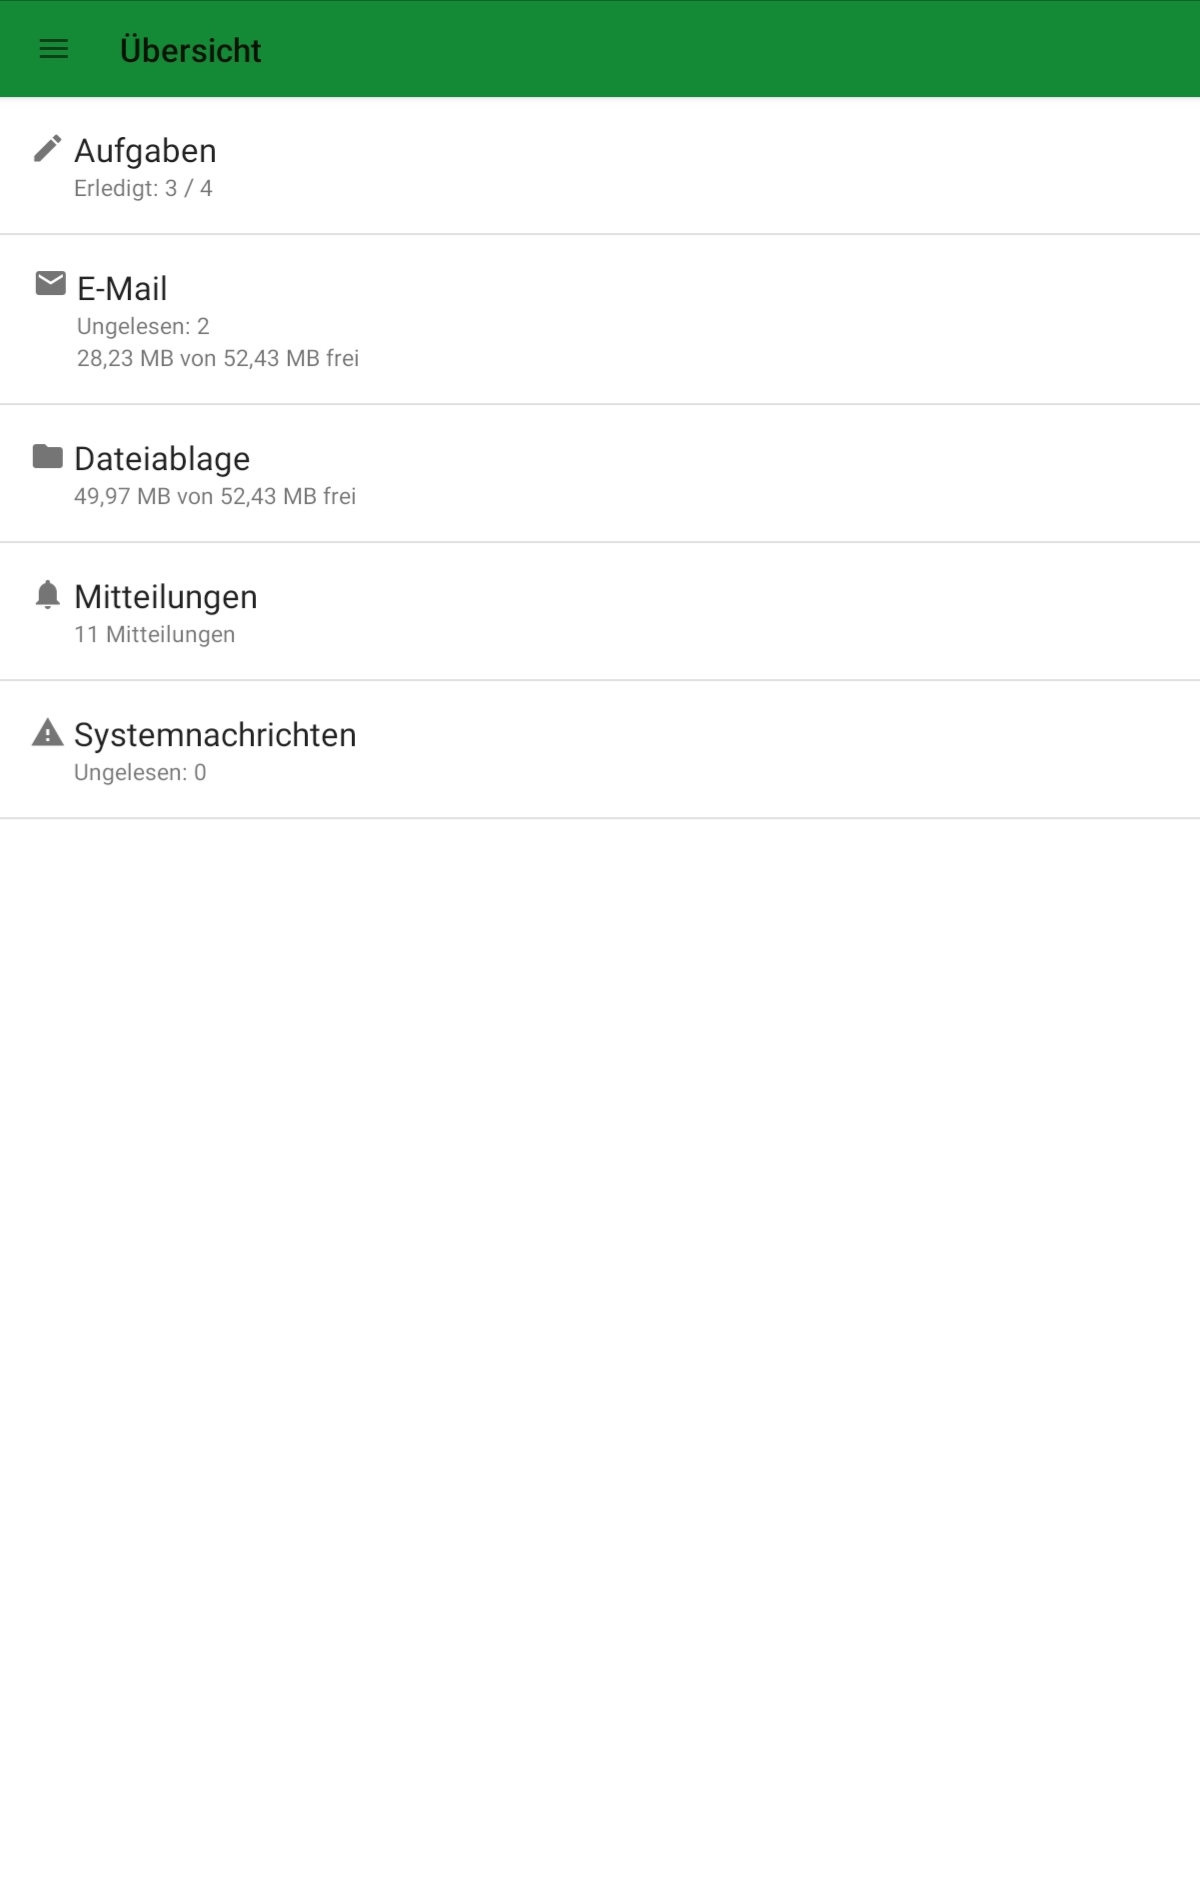 Übersicht
Aufgaben
Erledigt: 3 / 4
E-Mail
Ungelesen: 2
28,23 MB von 52,43 MB frei
Dateiablage
49,97 MB von 52,43 MB frei
Mitteilungen
11 Mitteilungen
Systemnachrichten
Ungelesen: 0